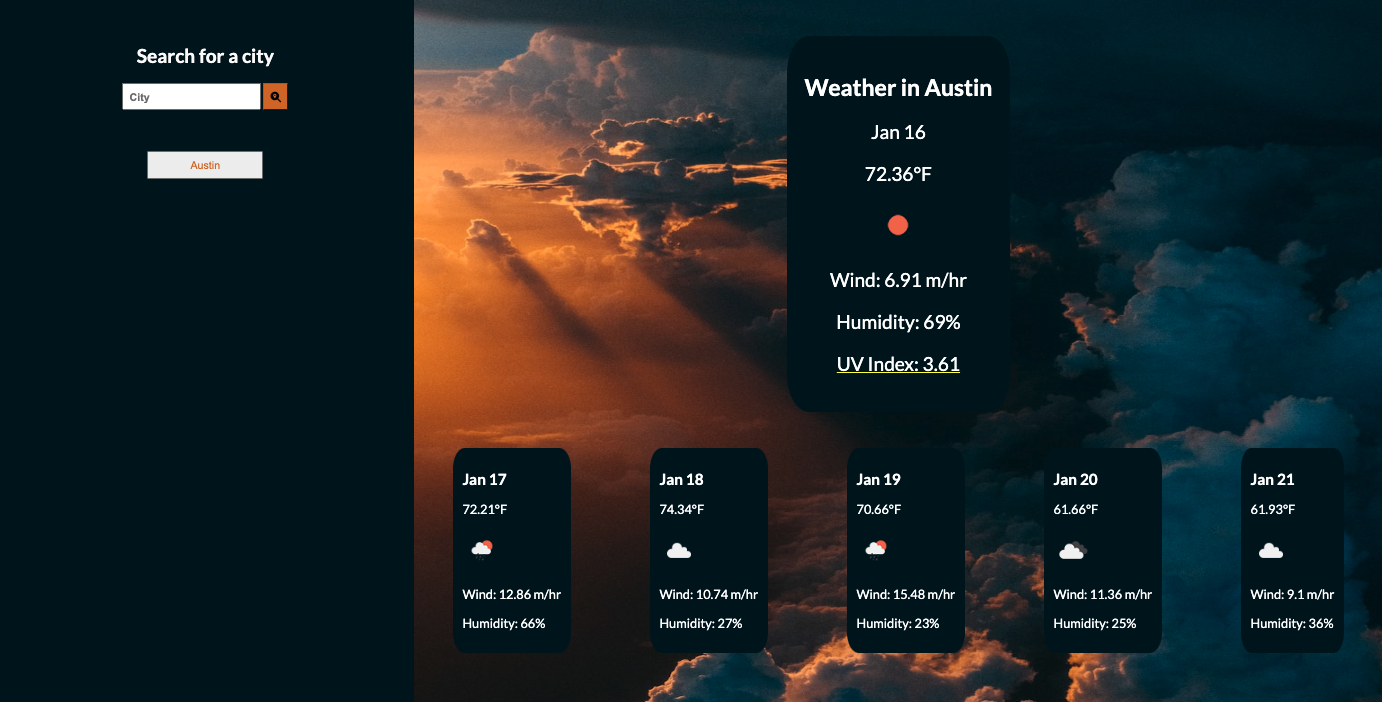 Search for a city
City
Austin
Weather in Austin
Jan 16
72.36°F
Wind: 6.91 m/hr
Humidity: 69%
UV Index: 3.61
Jan 17
72.21°F
Wind: 12.86 m/hr
Humidity: 66%
Jan 18
74.34°F
Wind: 10.74 m/hr
Humidity: 27%
Jan 19
70.66°F
Wind: 15.48 m/hr
Humidity: 23%
Jan 20
61.66°F
Wind: 11.36 m/hr
Humidity: 25%
Jan 21
61.93°F
Wind: 9.1 m/hr
Humidity: 36%